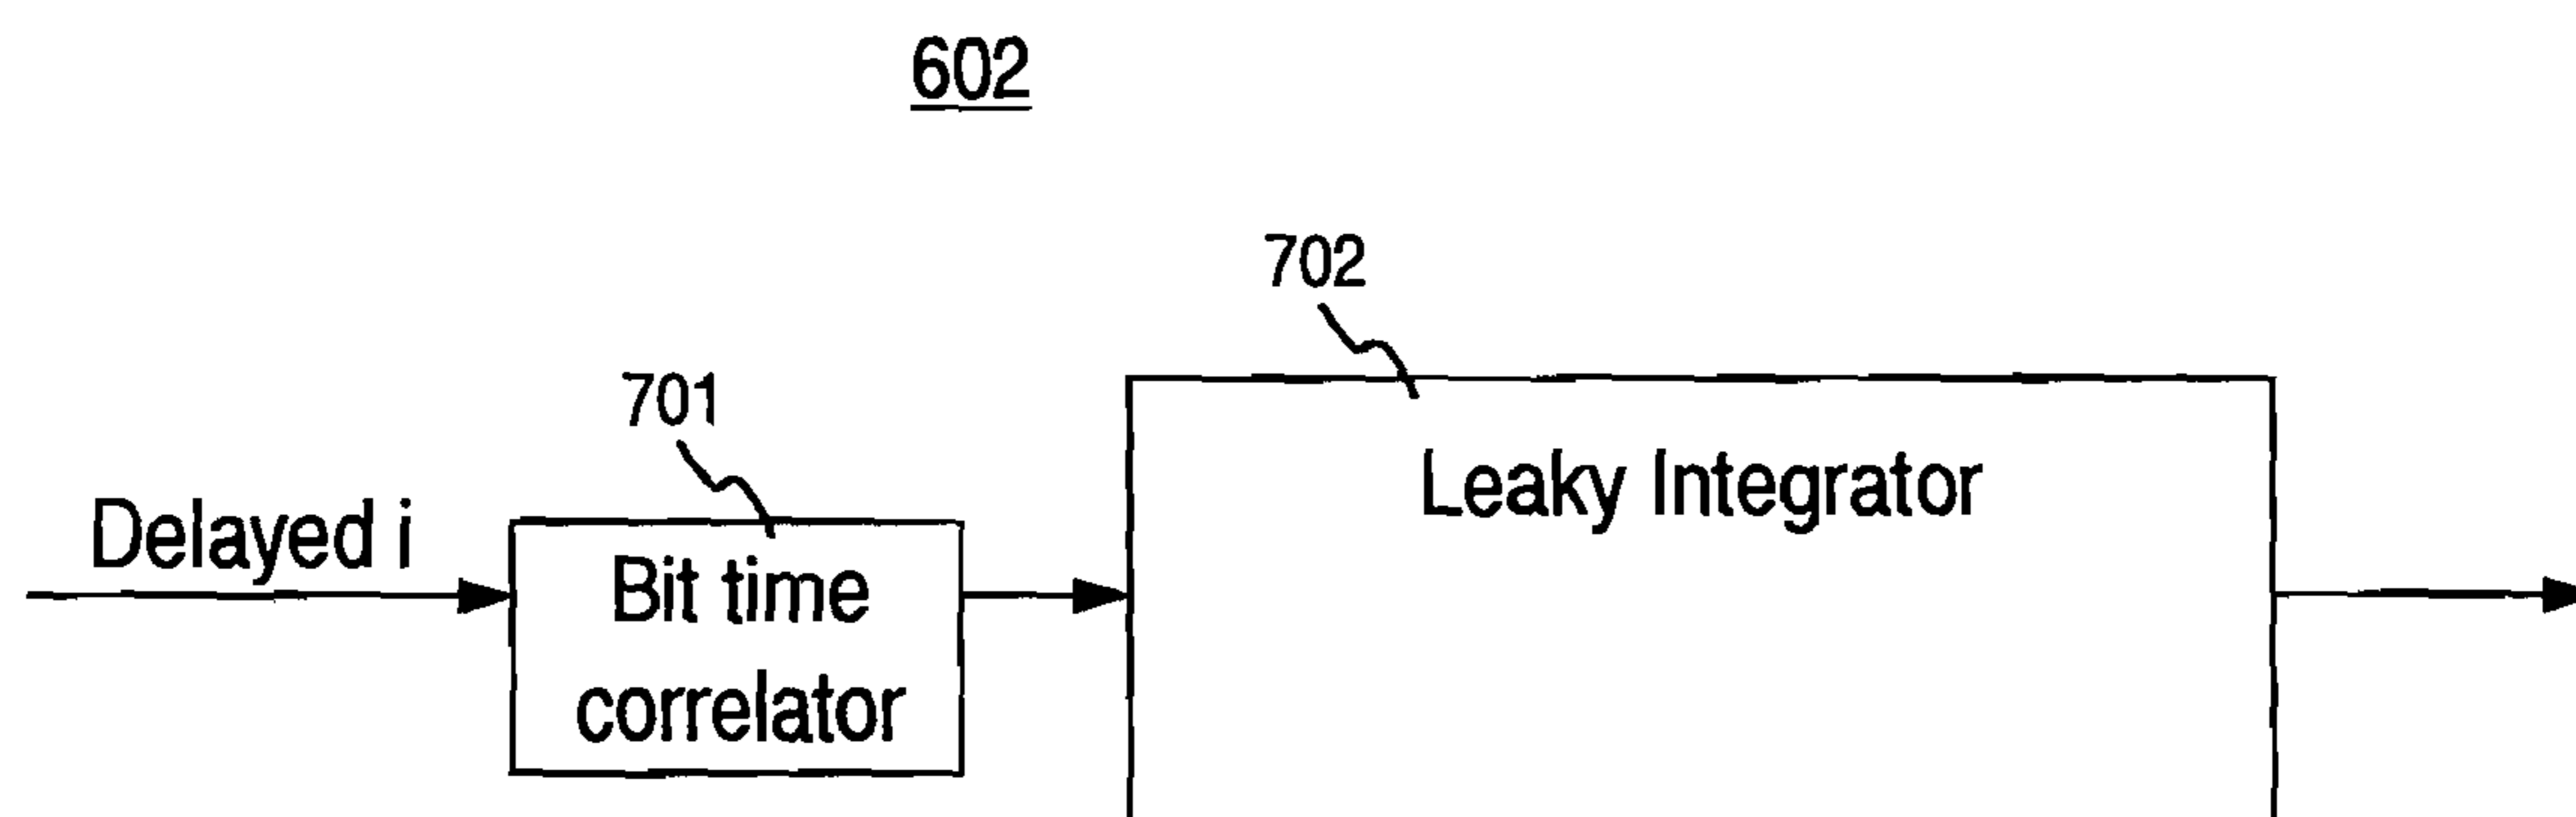 602
702
701
Leaky Integrator
Delayed i
Bit time
correlator